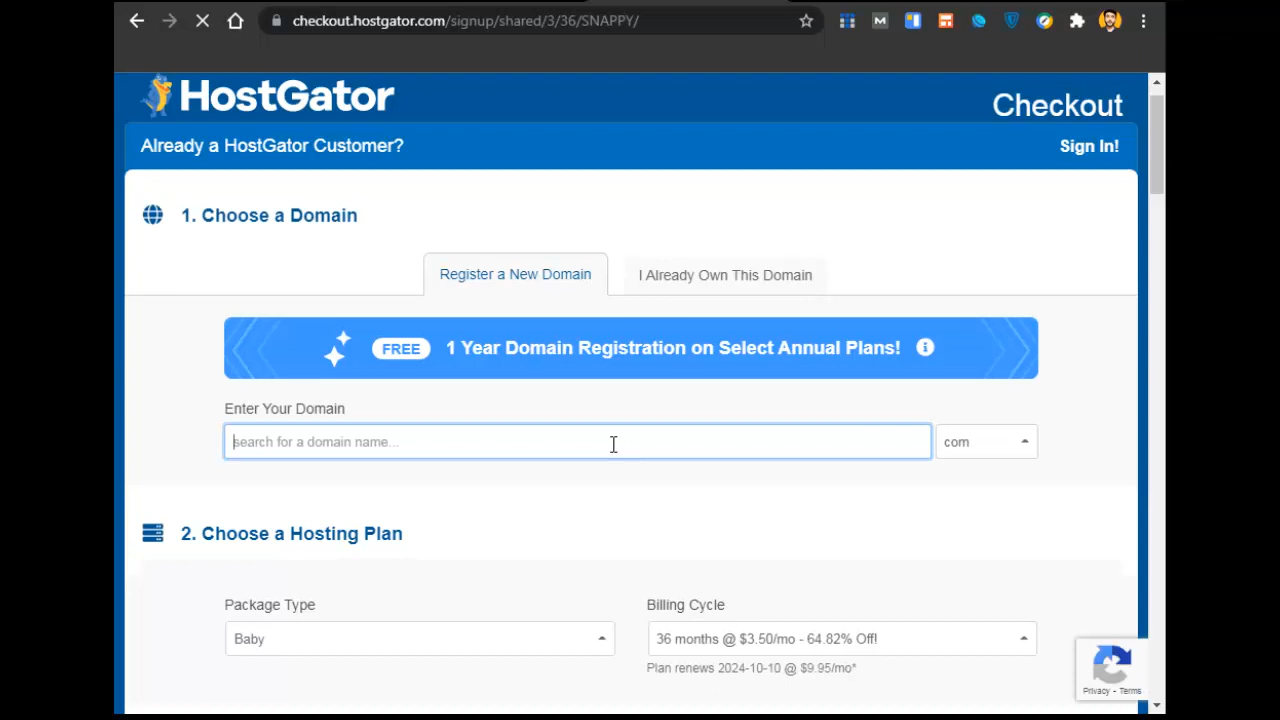 checkout.hostgator.com/signup/shared/3/36/SNAPPY/
M
HostGator
Checkout
Already a HostGator Customer?
Sign In!
1. Choose a Domain
Register a New Domain
I Already Own This Domain
FREE 1 Year Domain Registration on Select Annual Plans! i
Enter Your Domain
search for a domain name...
com
2. Choose a Hosting Plan
Package Type
Billing Cycle
Baby
36 months @ $3.50/mo - 64.82% Off!
Plan renews 2024-10-10 @ $9.95/mo*
Privacy - Terms